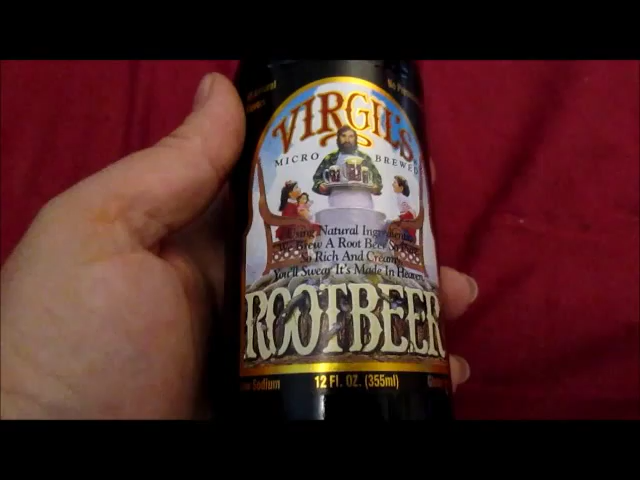 VIRGIL'S
MICRO BREWED
Using Natural Ingredients
We Brew A Root Beer So
So Rich And Creamy
You'll Swear It's Made In Heaven
ROOTBEER
Sodium
12 Fl. OZ. (355ml)